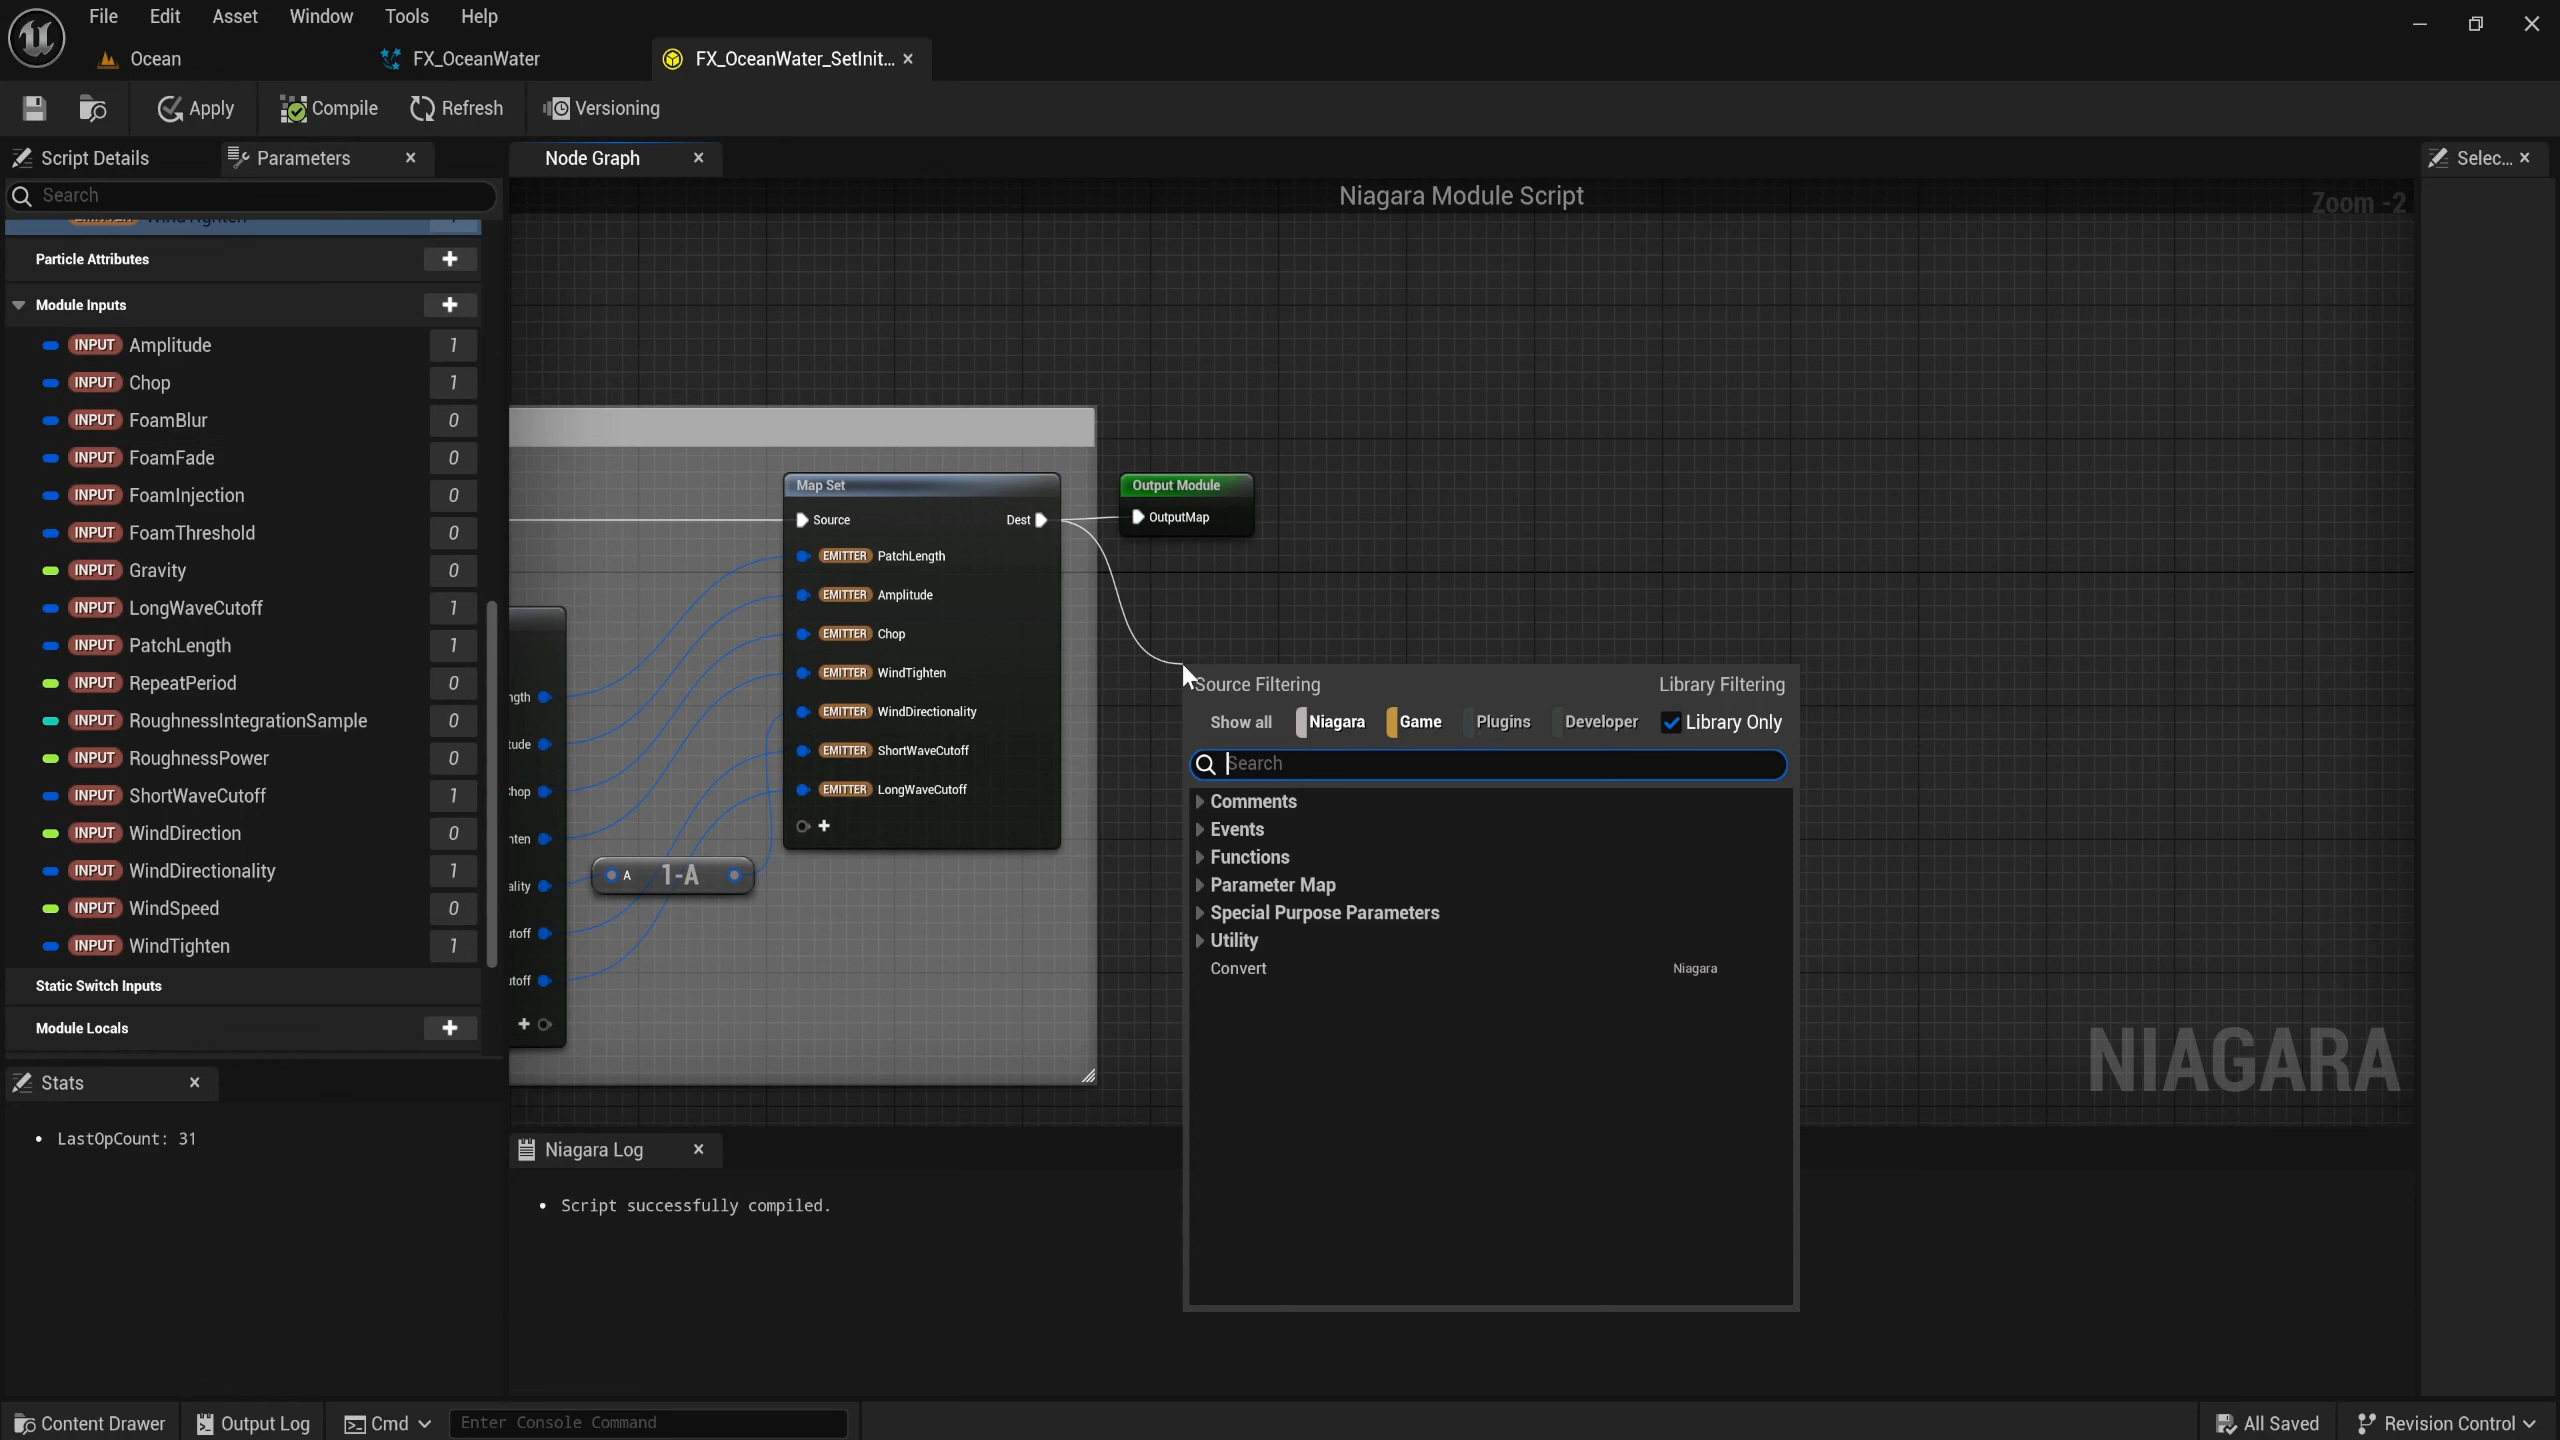 File Edit Asset Window Tools Help
Ocean FX_OceanWater FX_OceanWater_SetInit...
Apply Compile Refresh Versioning
Script Details Parameters Node Graph Selec...
Search
Niagara Module Script
Zoom -2
WindTighten
Particle Attributes
Module Inputs
INPUT Amplitude 1
INPUT Chop 1
INPUT FoamBlur 0
INPUT FoamFade 0
INPUT FoamInjection 0
INPUT FoamThreshold 0
INPUT Gravity 0
INPUT LongWaveCutoff 1
INPUT PatchLength 1
INPUT RepeatPeriod 0
INPUT RoughnessIntegrationSample 0
INPUT RoughnessPower 0
INPUT ShortWaveCutoff 1
INPUT WindDirection 0
INPUT WindDirectionality 1
INPUT WindSpeed 0
INPUT WindTighten 1
Static Switch Inputs
Module Locals
Stats
LastOpCount: 31
ngth
tude
hop
hten
ality
utoff
utoff
A 1-A
Map Set
Source Dest
EMITTER PatchLength
EMITTER Amplitude
EMITTER Chop
EMITTER WindTighten
EMITTER WindDirectionality
EMITTER ShortWaveCutoff
EMITTER LongWaveCutoff
Output Module
OutputMap
Source Filtering Library Filtering
Show all Niagara Game Plugins Developer Library Only
Search
Comments
Events
Functions
Parameter Map
Special Purpose Parameters
Utility
Convert Niagara
NIAGARA
Niagara Log
Script successfully compiled.
Content Drawer Output Log Cmd Enter Console Command All Saved Revision Control